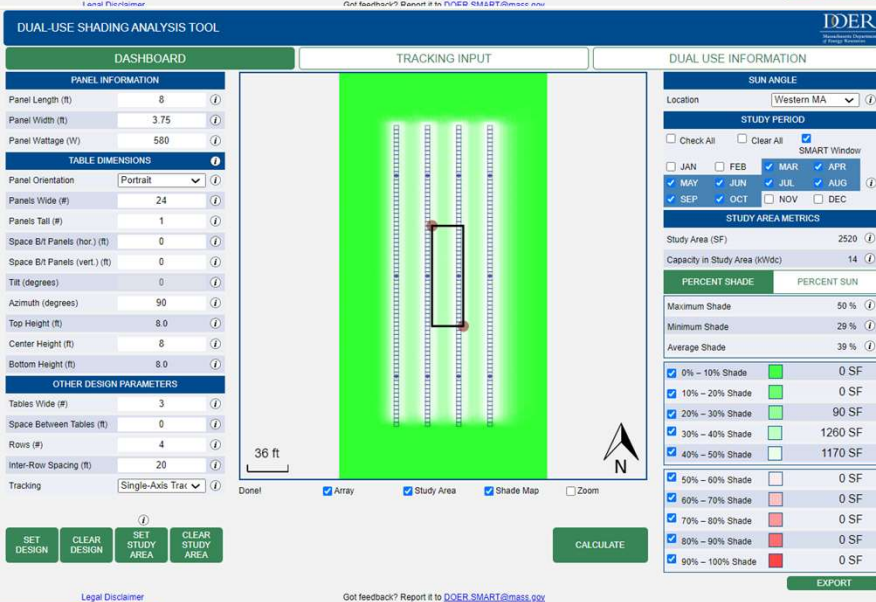 Legal Disclaimer Got feedback? Report it to DOER.SMART@mass.gov
DUAL-USE SHADING ANALYSIS TOOL
DOER
Massachusetts Department
of Energy Resources
DASHBOARD
TRACKING INPUT
DUAL USE INFORMATION
PANEL INFORMATION
Panel Length (ft) 8
Panel Width (ft) 3.75
Panel Wattage (W) 580
TABLE DIMENSIONS
Panel Orientation Portrait
Panels Wide (#) 24
Panels Tall (#) 1
Space B/t Panels (hor.) (ft) 0
Space B/t Panels (vert.) (ft) 0
Tilt (degrees) 0
Azimuth (degrees) 90
Top Height (ft) 8.0
Center Height (ft) 8
Bottom Height (ft) 8.0
OTHER DESIGN PARAMETERS
Tables Wide (#) 3
Space Between Tables (ft) 0
Rows (#) 4
Inter-Row Spacing (ft) 20
Tracking Single-Axis Trac
SET DESIGN
CLEAR DESIGN
SET STUDY AREA
CLEAR STUDY AREA
36 ft
N
Done!
Array
Study Area
Shade Map
Zoom
CALCULATE
SUN ANGLE
Location Western MA
STUDY PERIOD
Check All Clear All SMART Window
JAN FEB MAR APR
MAY JUN JUL AUG
SEP OCT NOV DEC
STUDY AREA METRICS
Study Area (SF) 2520
Capacity in Study Area (kWdc) 14
PERCENT SHADE PERCENT SUN
Maximum Shade 50 %
Minimum Shade 29 %
Average Shade 39 %
0% – 10% Shade 0 SF
10% – 20% Shade 0 SF
20% – 30% Shade 90 SF
30% – 40% Shade 1260 SF
40% – 50% Shade 1170 SF
50% – 60% Shade 0 SF
60% – 70% Shade 0 SF
70% – 80% Shade 0 SF
80% – 90% Shade 0 SF
90% – 100% Shade 0 SF
EXPORT
Legal Disclaimer Got feedback? Report it to DOER.SMART@mass.gov